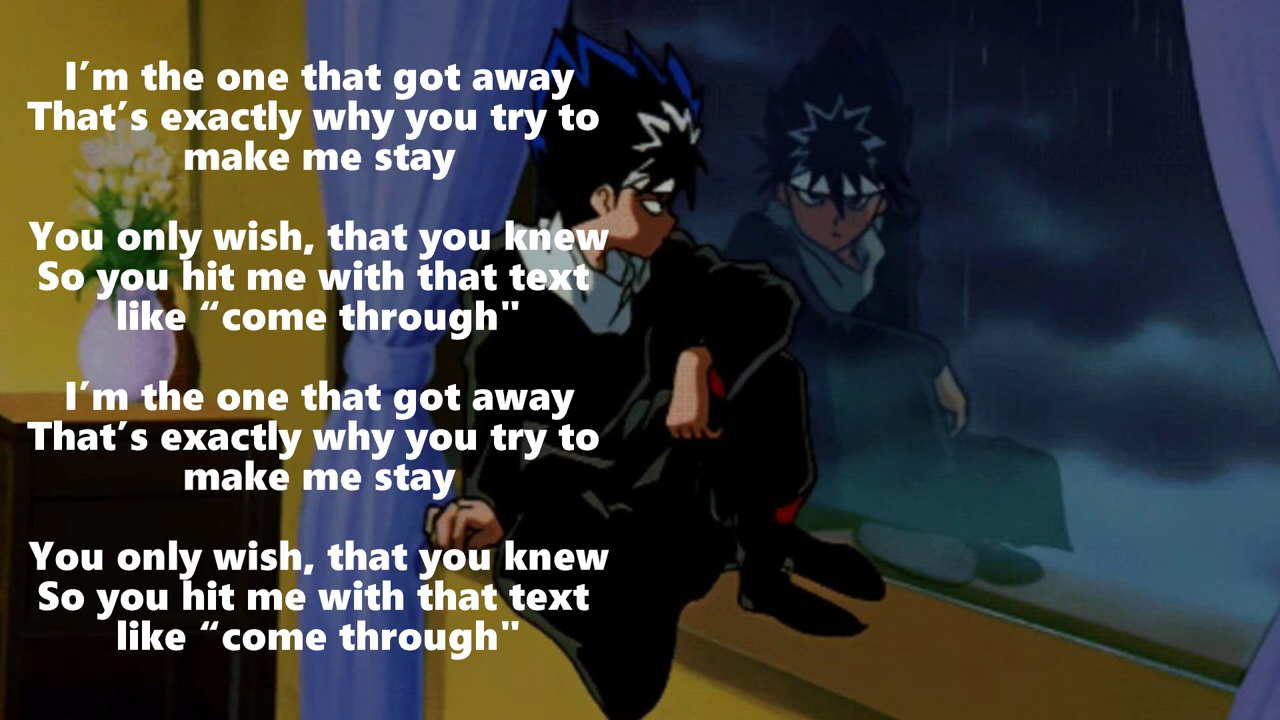 I’m the one that got away
That’s exactly why you try to
make me stay
You only wish, that you knew
So you hit me with that text
like “come through"
I’m the one that got away
That’s exactly why you try to
make me stay
You only wish, that you knew
So you hit me with that text
like “come through"